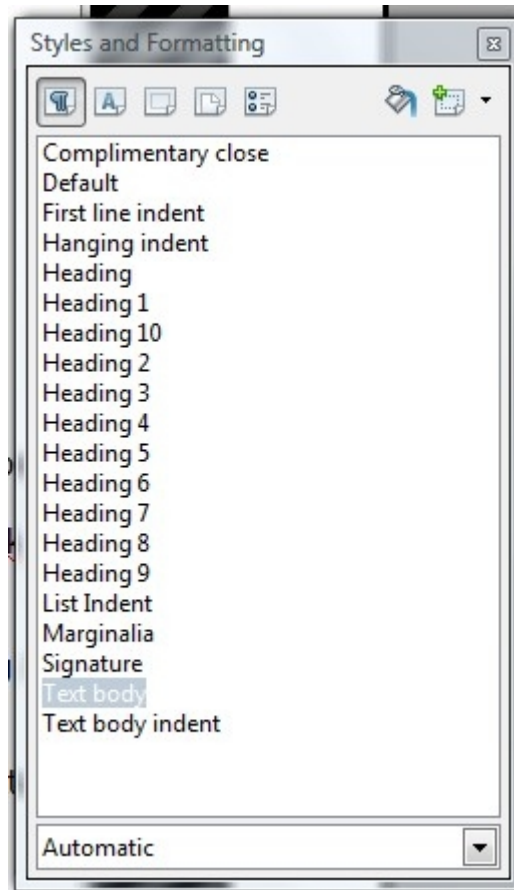 Styles and Formatting
Complimentary close
Default
First line indent
Hanging indent
Heading
Heading 1
Heading 10
Heading 2
Heading 3
Heading 4
Heading 5
Heading 6
Heading 7
Heading 8
Heading 9
List Indent
Marginalia
Signature
Text body
Text body indent
Automatic